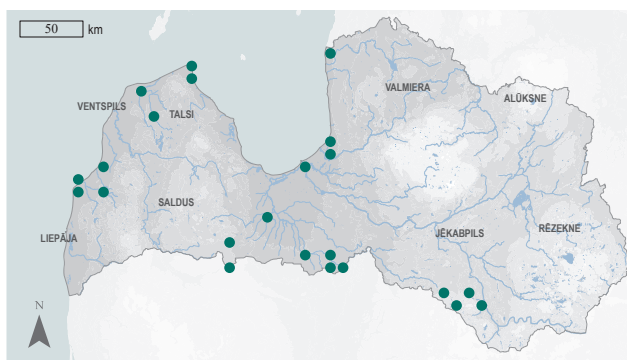 50 km
VALMIERA
ALŪKSNE
VENTSPILS
TALSI
SALDUS
LIEPĀJA
JĒKABPILS
RĒZEKNE
N